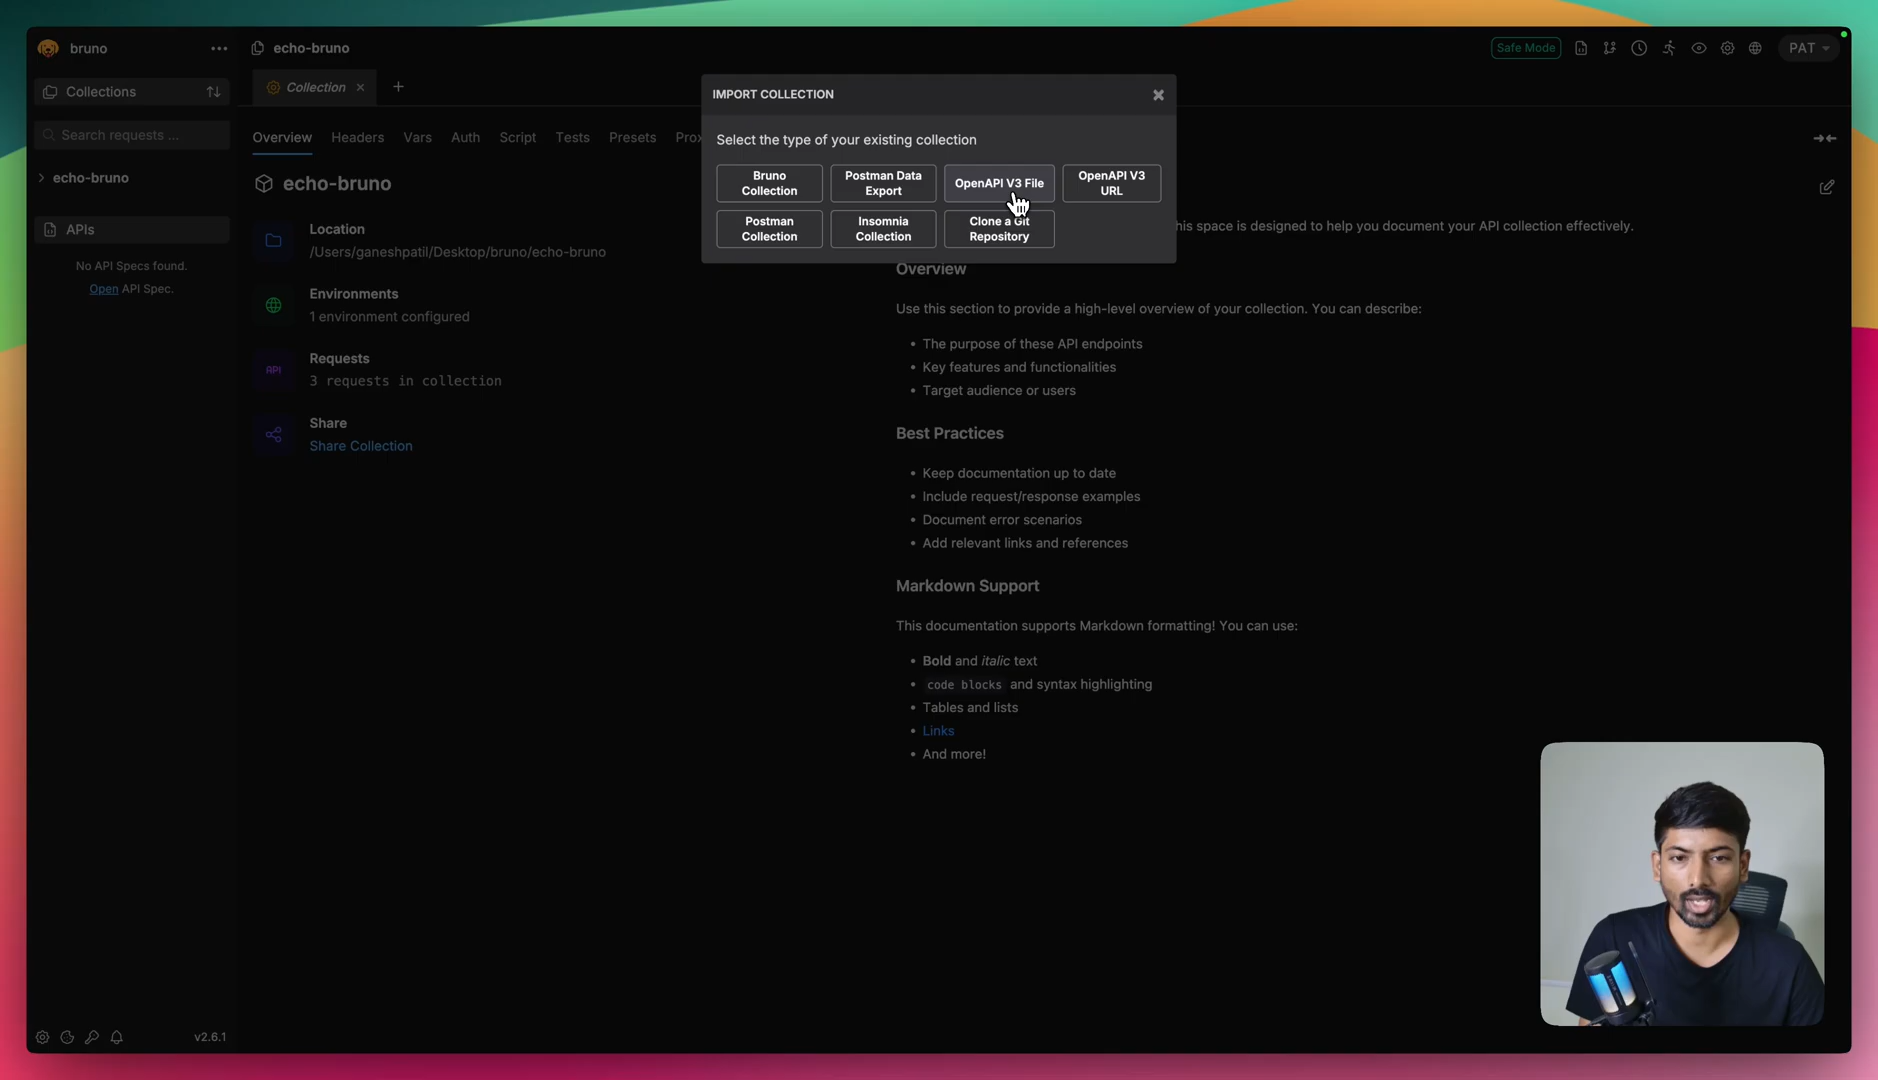 bruno
echo-bruno
Safe Mode
PAT
Collections
Collection
Search requests ...
Overview
Headers
Vars
Auth
Script
Tests
Presets
IMPORT COLLECTION
Select the type of your existing collection
Bruno
Collection
Postman Data
Export
OpenAPI V3 File
OpenAPI V3
URL
Postman
Collection
Insomnia
Collection
Clone a Git
Repository
echo-bruno
APIs
No API Specs found.
Open API Spec.
echo-bruno
Location
/Users/ganeshpatil/Desktop/bruno/echo-bruno
Environments
1 environment configured
API
Requests
3 requests in collection
Share
Share Collection
his space is designed to help you document your API collection effectively.
Overview
Use this section to provide a high-level overview of your collection. You can describe:
• The purpose of these API endpoints
• Key features and functionalities
• Target audience or users
Best Practices
• Keep documentation up to date
• Include request/response examples
• Document error scenarios
• Add relevant links and references
Markdown Support
This documentation supports Markdown formatting! You can use:
• Bold and italic text
• code blocks and syntax highlighting
• Tables and lists
• Links
• And more!
v2.6.1